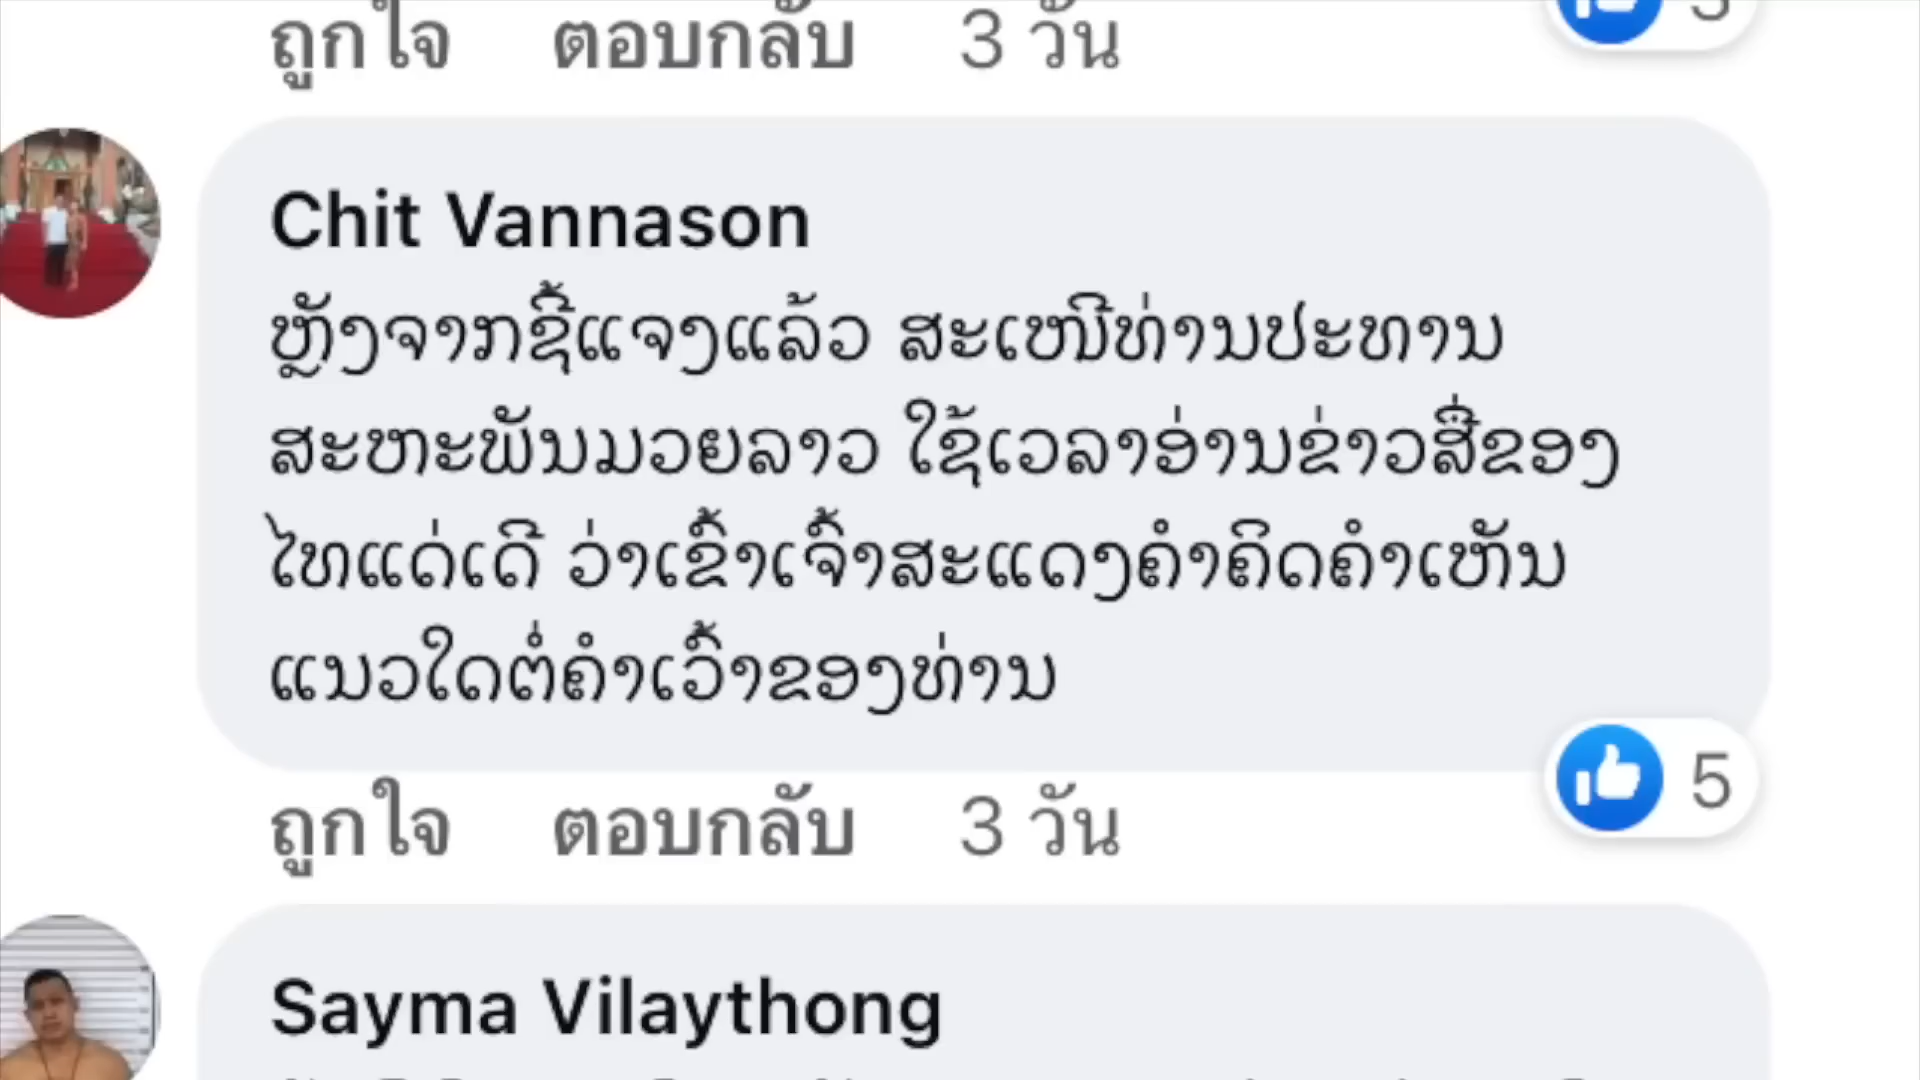 ถูกใจ ตอบกลับ 3 วัน
Chit Vannason
ຫຼັງຈາກຊີ້ແຈງແລ້ວ ສະເໜີທ່ານປະທານ
ສະຫະພັນມວຍລາວ ໃຊ້ເວລາອ່ານຂ່າວສື່ຂອງ
ໄທແດ່ເດີ ວ່າເຂົ້າເຈົ້າສະແດງຄຳຄິດຄຳເຫັນ
ແນວໃດຕໍ່ຄຳເວົ້າຂອງທ່ານ
5
ถูกใจ ตอบกลับ 3 วัน
Sayma Vilaythong